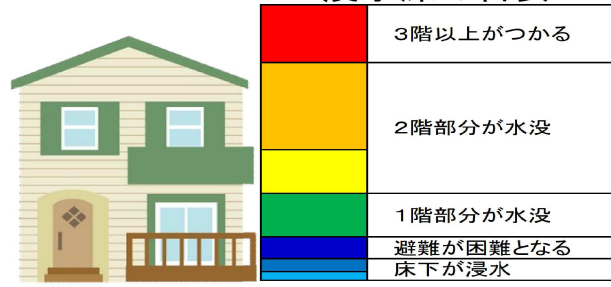 3階以上がつかる
2階部分が水没
1階部分が水没
避難が困難となる
床下が浸水